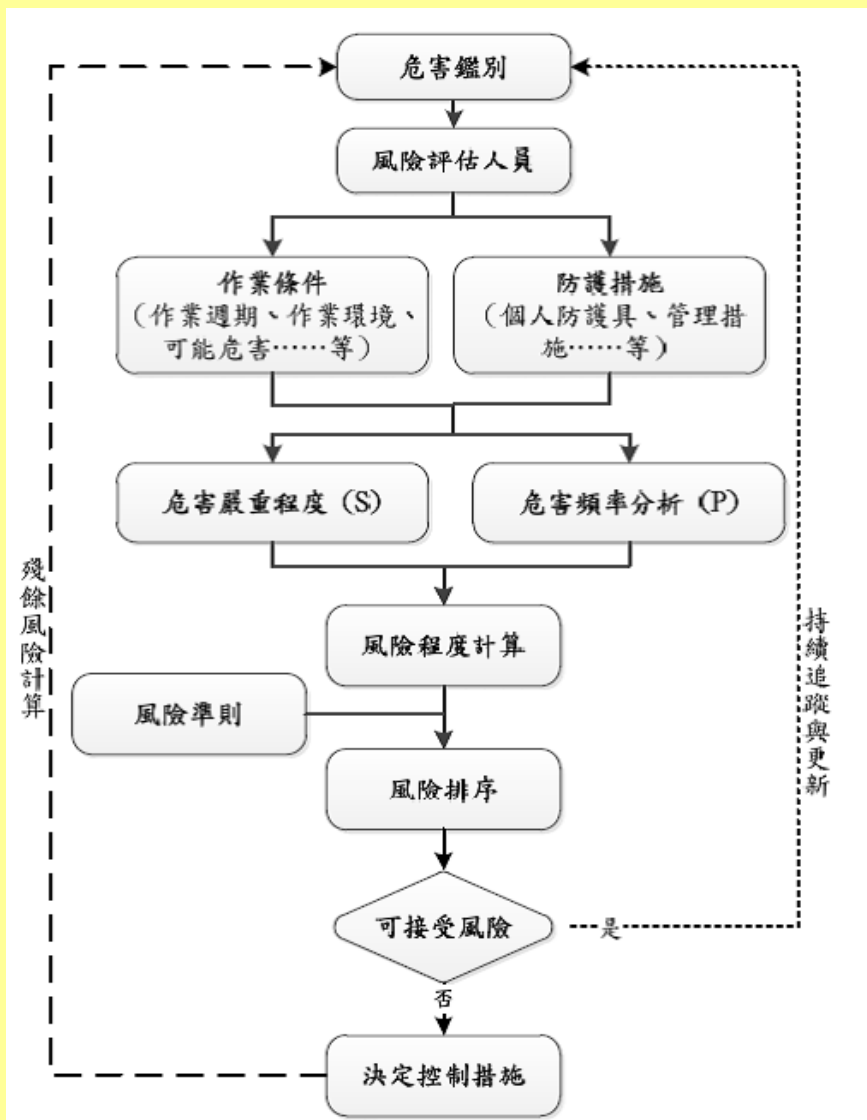 危害鑑別
風險評估人員
作業條件
（作業週期、作業環境、
可能危害……等）
防護措施
（個人防護具、管理措
施……等）
危害嚴重程度（S）
危害頻率分析（P）
風險程度計算
風險準則
風險排序
可接受風險
是
否
決定控制措施
殘餘風險計算
持續追蹤與更新